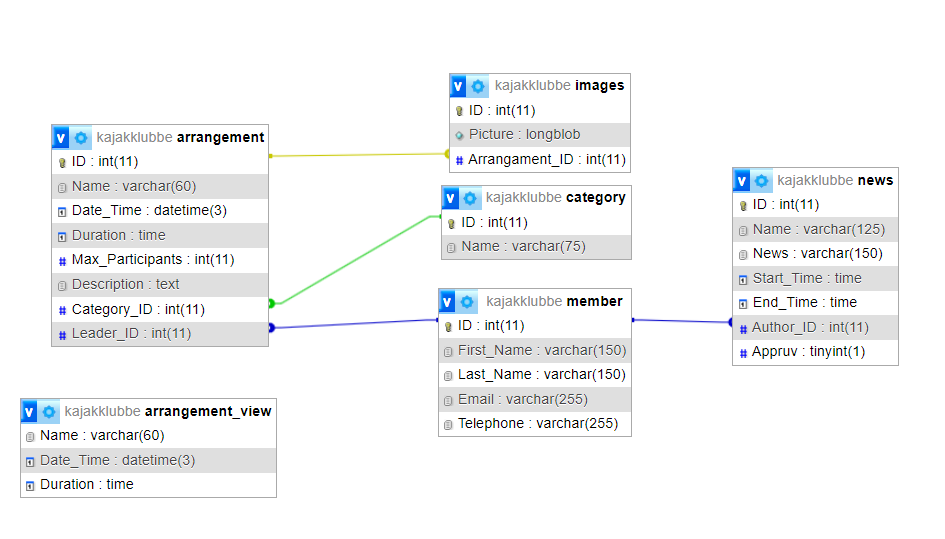 kajakklubbe arrangement
ID : int(11)
Name : varchar(60)
Date_Time : datetime(3)
Duration : time
Max_Participants : int(11)
Description : text
Category_ID : int(11)
Leader_ID : int(11)
kajakklubbe arrangement_view
Name : varchar(60)
Date_Time : datetime(3)
Duration : time
kajakklubbe images
ID : int(11)
Picture : longblob
Arrangament_ID : int(11)
kajakklubbe category
ID : int(11)
Name : varchar(75)
kajakklubbe member
ID : int(11)
First_Name : varchar(150)
Last_Name : varchar(150)
Email : varchar(255)
Telephone : varchar(255)
kajakklubbe news
ID : int(11)
Name : varchar(125)
News : varchar(150)
Start_Time : time
End_Time : time
Author_ID : int(11)
Appruv : tinyint(1)